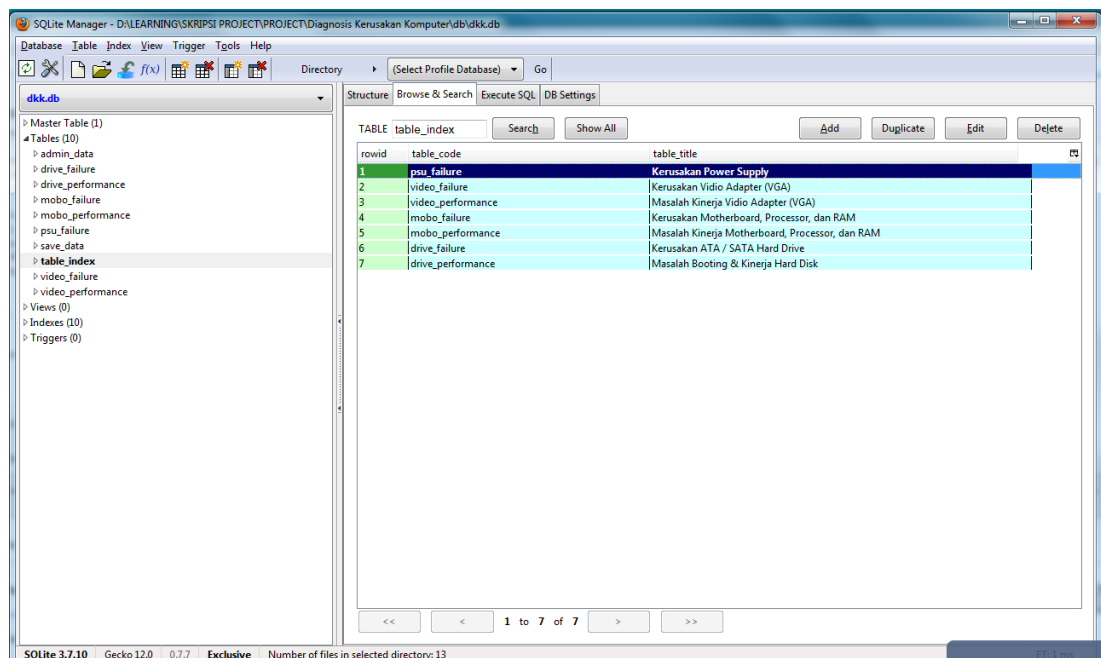 SQLite Manager - D:\LEARNING\SKRIPSI PROJECT\PROJECT\Diagnosis Kerusakan Komputer\db\dkk.db
Database Table Index View Trigger Tools Help
f(x) Directory (Select Profile Database) Go
dkk.db
Master Table (1)
Tables (10)
admin_data
drive_failure
drive_performance
mobo_failure
mobo_performance
psu_failure
save_data
table_index
video_failure
video_performance
Views (0)
Indexes (10)
Triggers (0)
Structure Browse & Search Execute SQL DB Settings
TABLE table_index Search Show All Add Duplicate Edit Delete
rowid table_code table_title
1 psu_failure Kerusakan Power Supply
2 video_failure Kerusakan Vidio Adapter (VGA)
3 video_performance Masalah Kinerja Vidio Adapter (VGA)
4 mobo_failure Kerusakan Motherboard, Processor, dan RAM
5 mobo_performance Masalah Kinerja Motherboard, Processor, dan RAM
6 drive_failure Kerusakan ATA / SATA Hard Drive
7 drive_performance Masalah Booting & Kinerja Hard Disk
<< < 1 to 7 of 7 > >>
SQLite 3.7.10 Gecko 12.0 0.7.7 Exclusive Number of files in selected directory: 13 ET: 1 ms